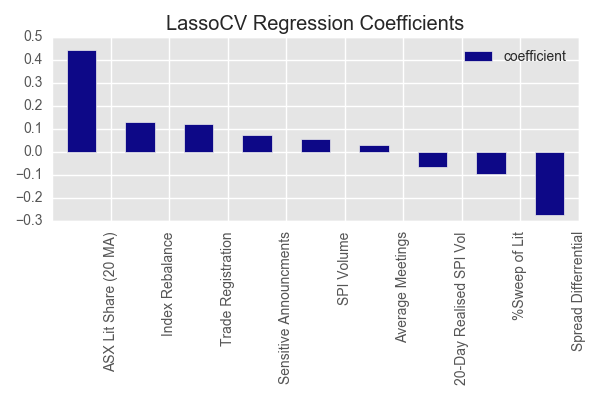 LassoCV Regression Coefficients
coefficient
0.5
0.4
0.3
0.2
0.1
0.0
−0.1
−0.2
−0.3
ASX Lit Share (20 MA)
Index Rebalance
Trade Registration
Sensitive Announcments
SPI Volume
Average Meetings
20-Day Realised SPI Vol
%Sweep of Lit
Spread Differrential